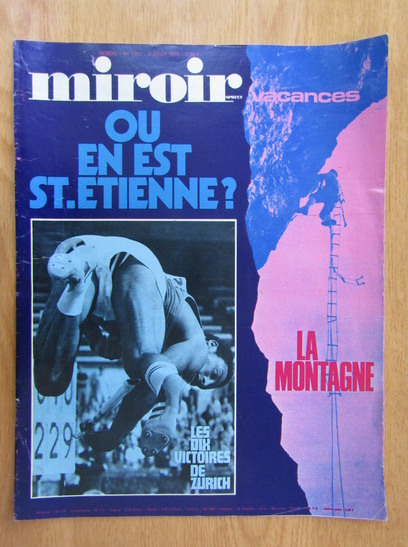 miroir
SPRINT
vacances
OU
EN EST
ST. ETIENNE?
LA
MONTAGNE
229
LES
DIX
VICTOIRES
DE
ZURICH